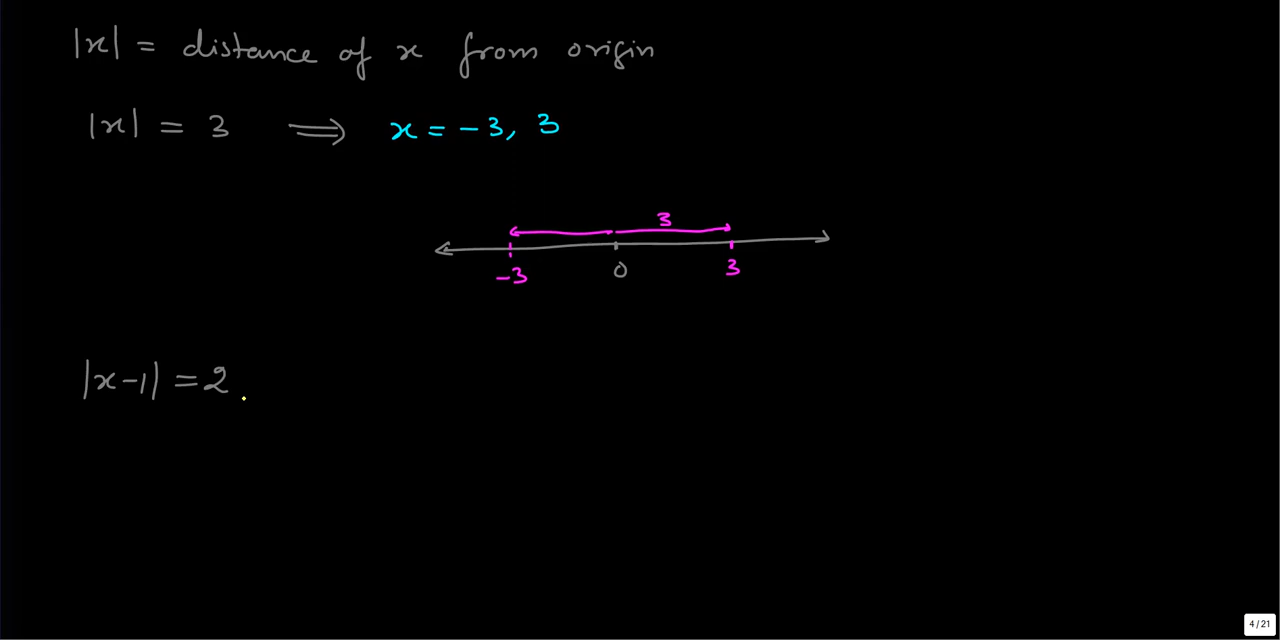 |x| = distance of x from origin
|x| = 3 ⟹ x = -3, 3
3
-3 0 3
|x-1| = 2
4 / 21